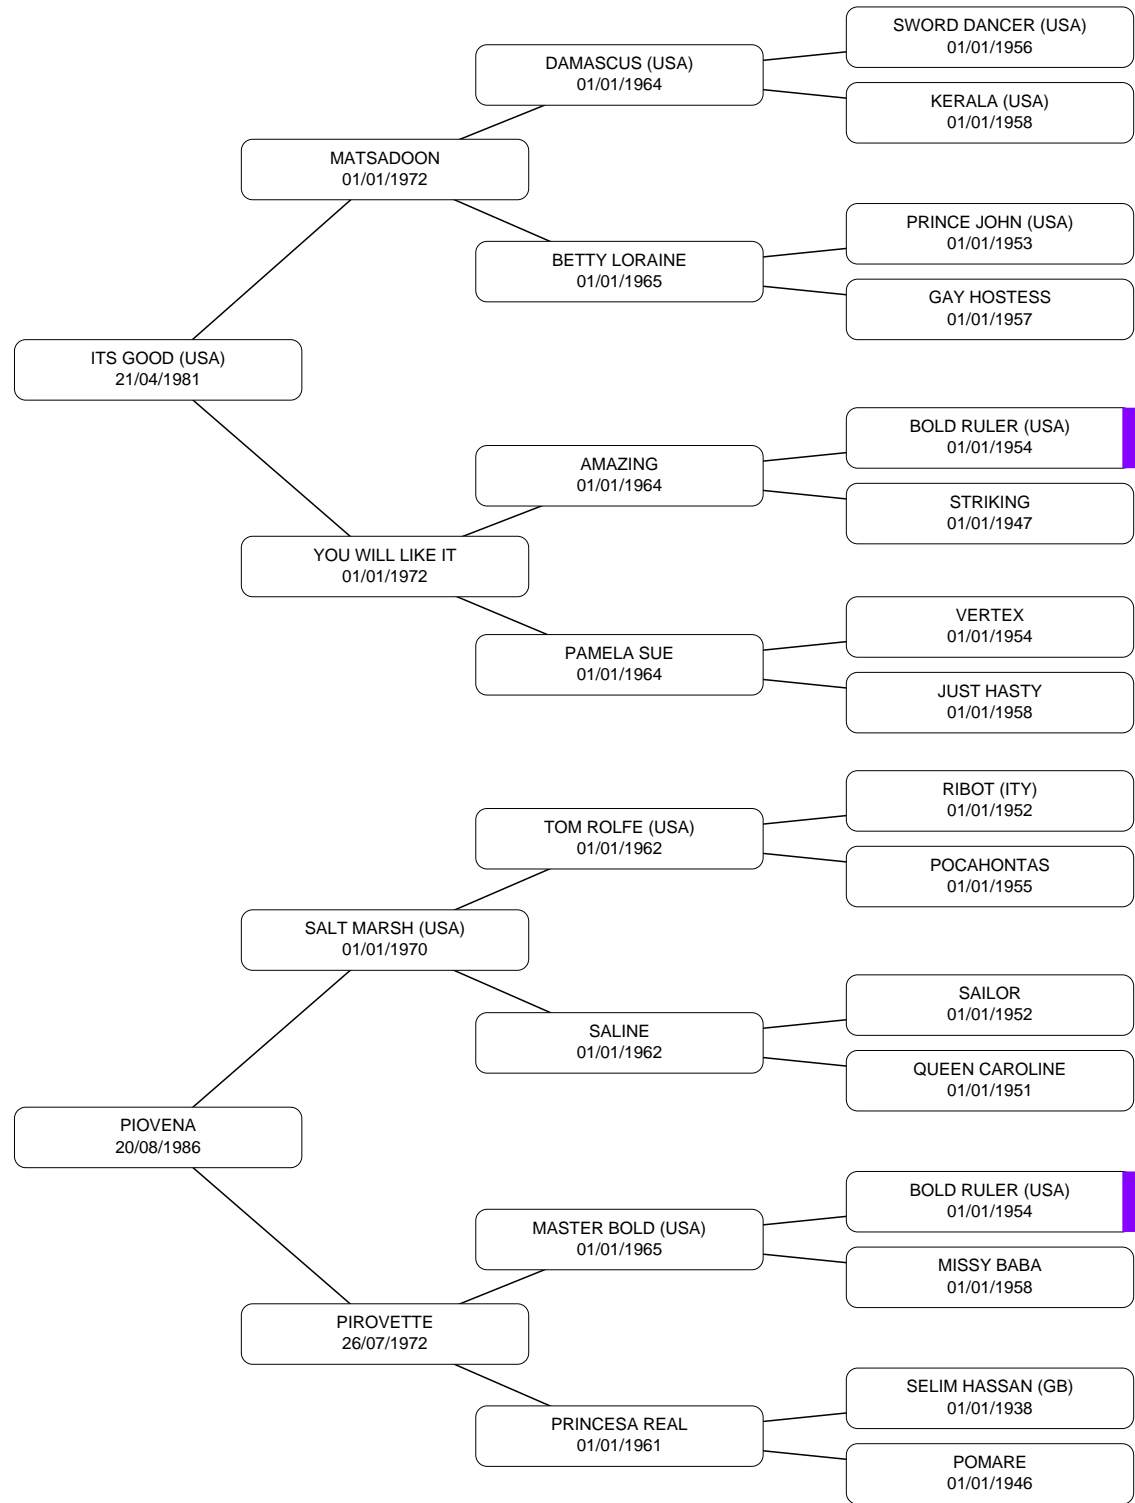 SWORD DANCER (USA)
01/01/1956
DAMASCUS (USA)
01/01/1964
KERALA (USA)
01/01/1958
MATSADOON
01/01/1972
PRINCE JOHN (USA)
01/01/1953
BETTY LORAINE
01/01/1965
GAY HOSTESS
01/01/1957
ITS GOOD (USA)
21/04/1981
BOLD RULER (USA)
01/01/1954
AMAZING
01/01/1964
STRIKING
01/01/1947
YOU WILL LIKE IT
01/01/1972
VERTEX
01/01/1954
PAMELA SUE
01/01/1964
JUST HASTY
01/01/1958
RIBOT (ITY)
01/01/1952
TOM ROLFE (USA)
01/01/1962
POCAHONTAS
01/01/1955
SALT MARSH (USA)
01/01/1970
SAILOR
01/01/1952
SALINE
01/01/1962
QUEEN CAROLINE
01/01/1951
PIOVENA
20/08/1986
BOLD RULER (USA)
01/01/1954
MASTER BOLD (USA)
01/01/1965
MISSY BABA
01/01/1958
PIROVETTE
26/07/1972
SELIM HASSAN (GB)
01/01/1938
PRINCESA REAL
01/01/1961
POMARE
01/01/1946